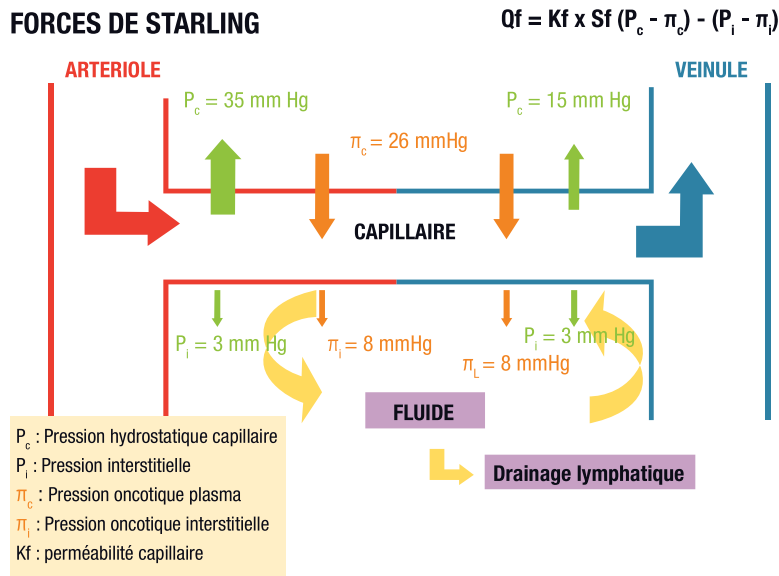 FORCES DE STARLING
Qf = Kf x Sf (Pc - πc) - (Pi - πi)
ARTERIOLE
VEINULE
Pc = 35 mm Hg
Pc = 15 mm Hg
πc = 26 mmHg
CAPILLAIRE
Pi = 3 mm Hg
πi = 8 mmHg
Pi = 3 mm Hg
πL = 8 mmHg
FLUIDE
Drainage lymphatique
Pc : Pression hydrostatique capillaire
Pi : Pression interstitielle
πc : Pression oncotique plasma
πi : Pression oncotique interstitielle
Kf : perméabilité capillaire